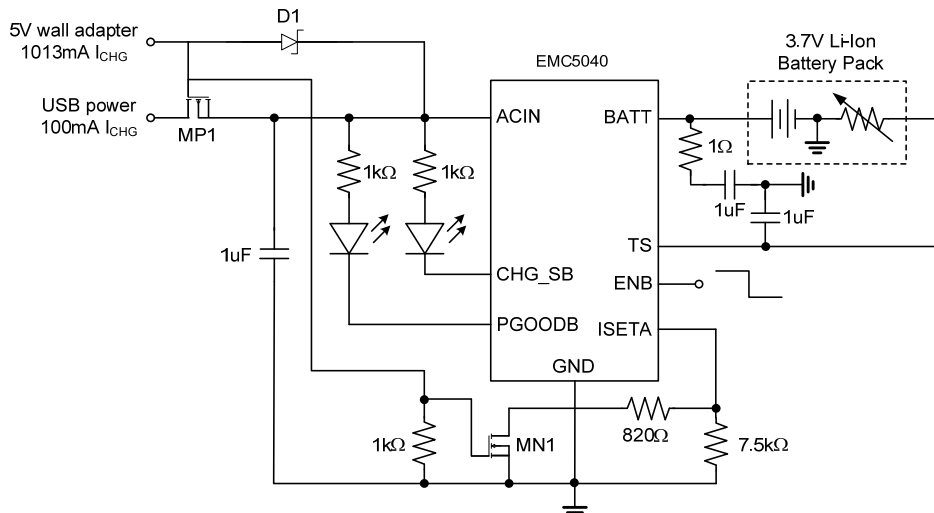 5V wall adapter
1013mA ICHG
D1
USB power
100mA ICHG
MP1
EMC5040
3.7V Li-Ion
Battery Pack
ACIN
BATT
1kΩ
1kΩ
1Ω
1uF
1uF
1uF
TS
CHG_SB
ENB
PGOODB
ISETA
GND
1kΩ
MN1
820Ω
7.5kΩ